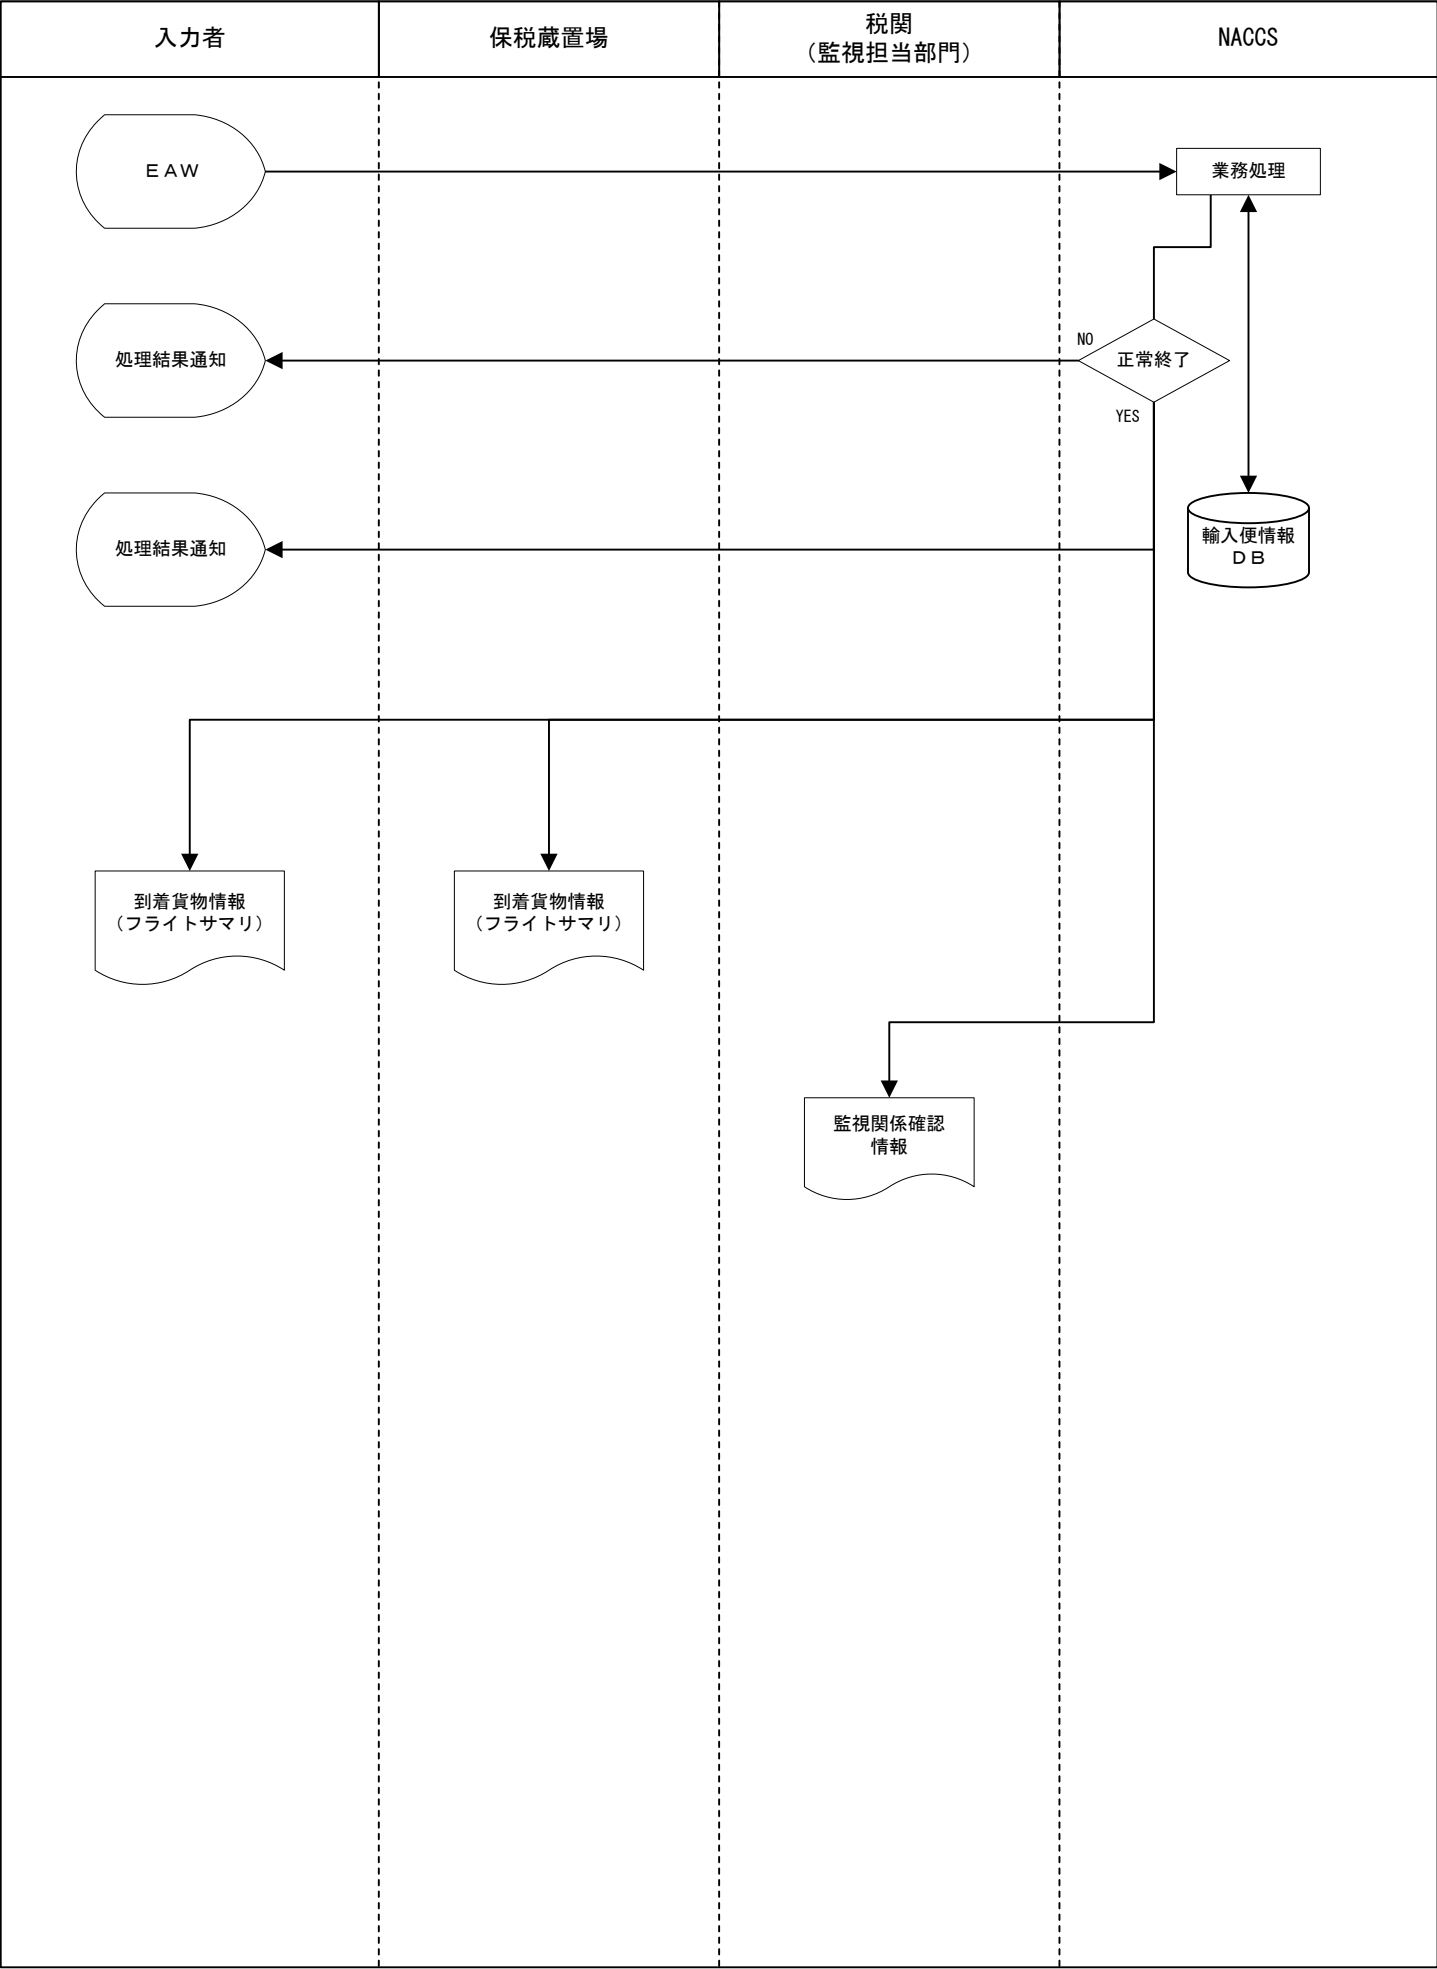 入力者
保税蔵置場
税関
（監視担当部門）
NACCS
ＥＡＷ
業務処理
処理結果通知
NO
正常終了
YES
処理結果通知
輸入便情報
ＤＢ
到着貨物情報
（フライトサマリ）
到着貨物情報
（フライトサマリ）
監視関係確認
情報